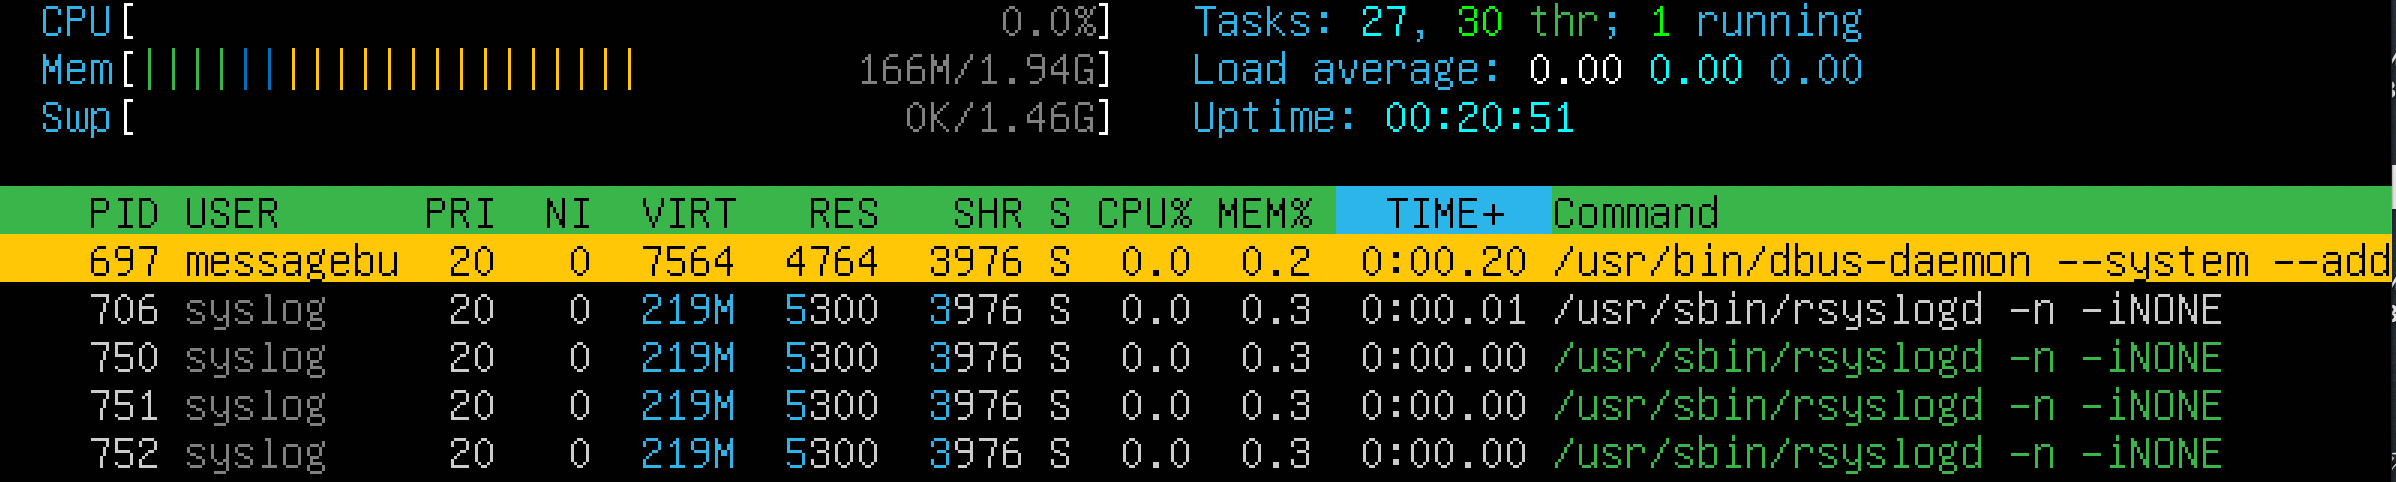 CPU[ 0.0%] Tasks: 27, 30 thr; 1 running
Mem[||||||||||||||||||||| 166M/1.94G] Load average: 0.00 0.00 0.00
Swp[ 0K/1.46G] Uptime: 00:20:51
PID USER PRI NI VIRT RES SHR S CPU% MEM% TIME+ Command
697 messagebu 20 0 7564 4764 3976 S 0.0 0.2 0:00.20 /usr/bin/dbus-daemon --system --add
706 syslog 20 0 219M 5300 3976 S 0.0 0.3 0:00.01 /usr/sbin/rsyslogd -n -iNONE
750 syslog 20 0 219M 5300 3976 S 0.0 0.3 0:00.00 /usr/sbin/rsyslogd -n -iNONE
751 syslog 20 0 219M 5300 3976 S 0.0 0.3 0:00.00 /usr/sbin/rsyslogd -n -iNONE
752 syslog 20 0 219M 5300 3976 S 0.0 0.3 0:00.00 /usr/sbin/rsyslogd -n -iNONE